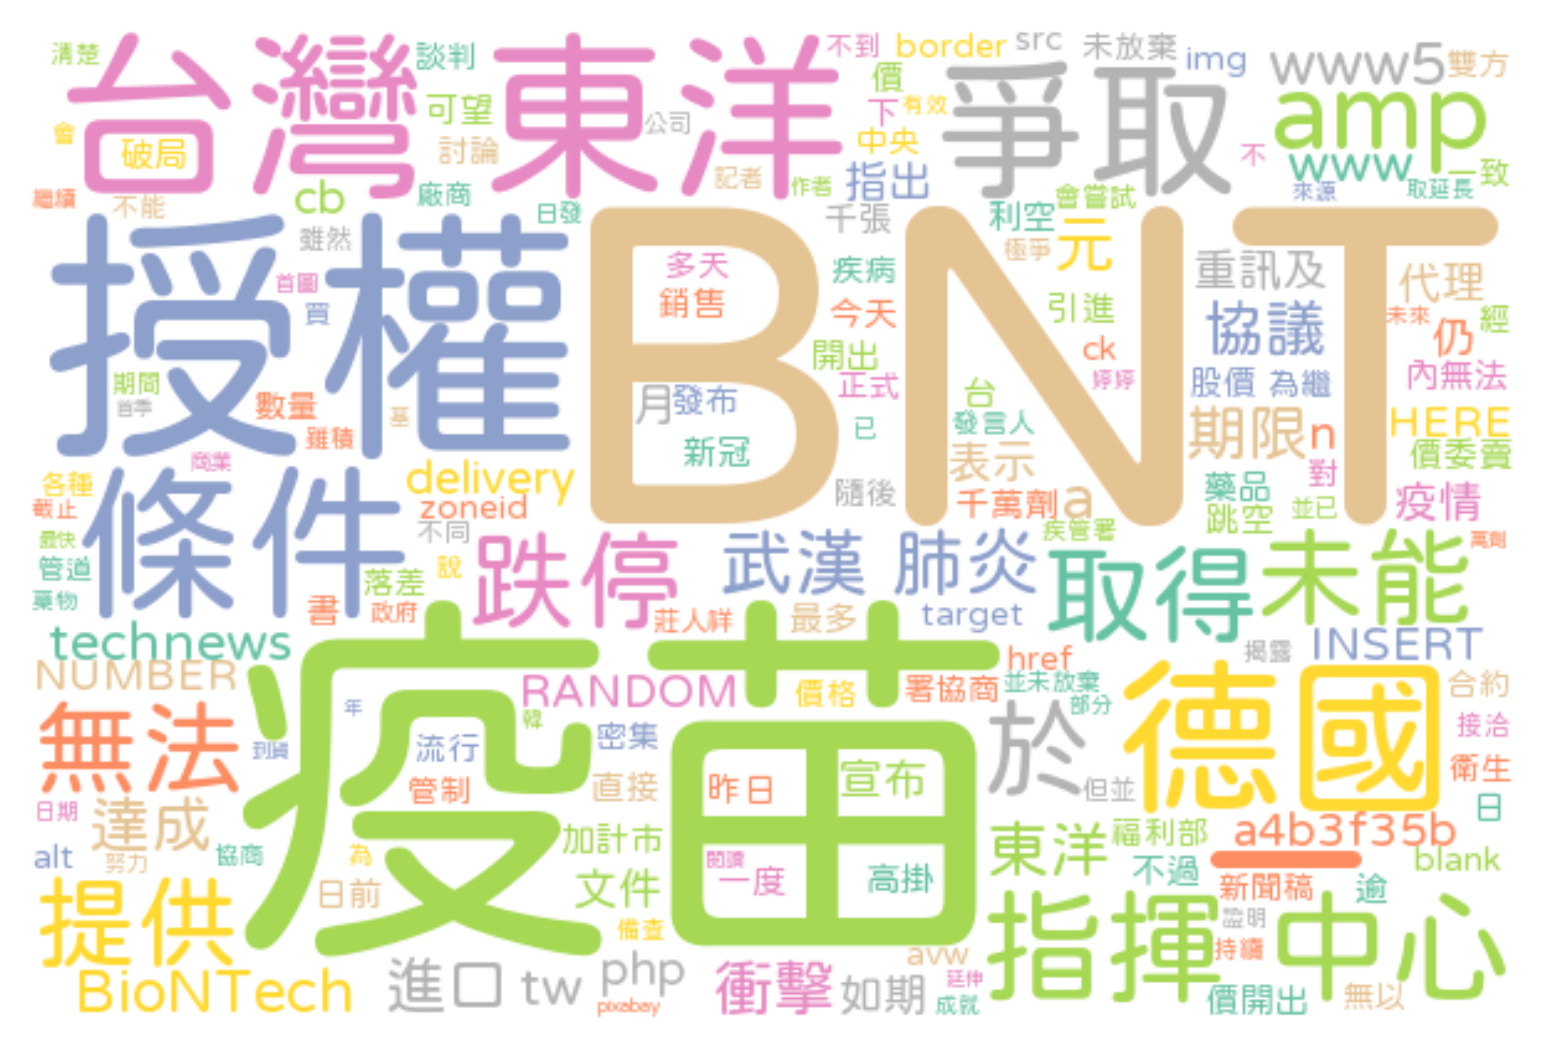 清楚 台灣 談判 東洋 不到 border src 未放棄 img www5 雙方
會 破局 可望 討論 公司 價 下 有效 中央 爭取 不 amp www 一致
繼續 不能 cb 廠商 日發 記者 作者 指出 來源 取延長
授權 雖然 首圖 買 BNT 千張 利空 會嘗試 極爭 元 重訊及 代理
多天 銷售 疾病 今天 引進 協議 未來 仍 經
期間 首季 數量 雖積 基 開出 正式 ck 婷婷 股價 為繼 內無法
月 發布 新冠 已 台 發言人 表示 期限 n HERE 價委賣
各種 截止 商業 條件 delivery zoneid 不同 隨後 千萬劑 a 對 藥品 跳空 並已 疫情
最快 管道 藥物 落差 說 書 政府 跌停 武漢 肺炎 疾管署 取得 未能 萬劑
technews 莊人祥 最多 target 揭露 INSERT
NUMBER 疫苗 RANDOM 價格 署協商 href 並未放棄 部分 德國 合約
無法 年 到貨 流行 韓 密集 於 接洽
管制 直接 昨日 宣布 但並 衛生
日期 達成 努力 協商 為 加計市 東洋 福利部 a4b3f35b 日
alt 日前 文件 閱讀 一度 高掛 不過 新聞稿 逾 blank
提供 備查 指揮 證明 持續 中心
BioNTech 進口 tw php pixabay 衝擊 如期 avw 延伸 成就 價開出 無以